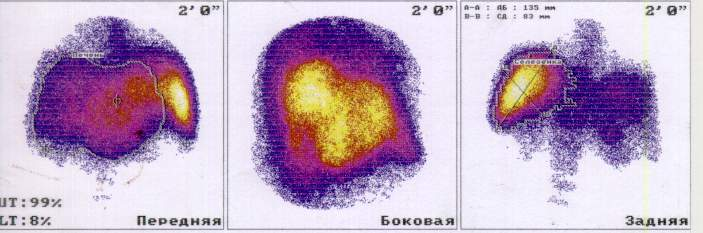 2' 0"
Печень
UT:99%
LT:8%
Передняя
2' 0"
Боковая
А-А : АБ : 135 мм
В-В : СД : 83 мм
2' 0"
Селезенка
Задняя